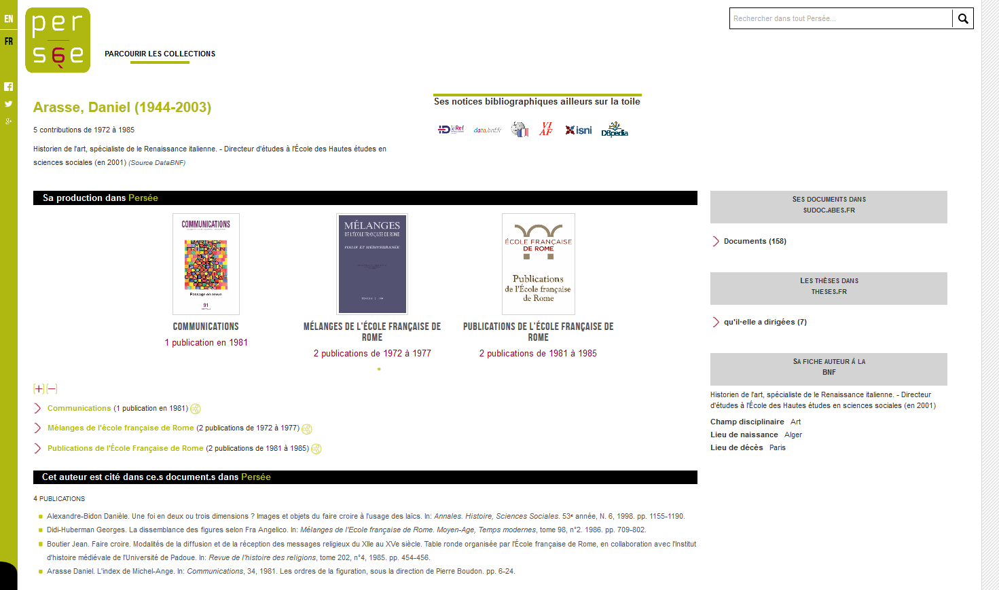 EN
FR
per
sée
PARCOURIR LES COLLECTIONS
Rechercher dans tout Persée...
Arasse, Daniel (1944-2003)
5 contributions de 1972 à 1985
Historien de l'art, spécialiste de le Renaissance italienne. - Directeur d'études à l'École des Hautes études en
sciences sociales (en 2001) (Source DataBNF)
Ses notices bibliographiques ailleurs sur la toile
IdRef
data.bnf.fr
VIAF
isni
DBpedia
Sa production dans Persée
COMMUNICATIONS
Passage en revue
91
COMMUNICATIONS
1 publication en 1981
MÉLANGES
DE L'ÉCOLE FRANÇAISE DE ROME
ITALIE ET MÉDITERRANÉE
MÉLANGES DE L'ÉCOLE FRANÇAISE DE
ROME
2 publications de 1972 à 1977
ÉCOLE FRANÇAISE
DE ROME
Publications
de l'École française
de Rome
PUBLICATIONS DE L'ÉCOLE FRANÇAISE DE
ROME
2 publications de 1981 à 1985
[+] [−]
Communications (1 publication en 1981)
Mélanges de l'école française de Rome (2 publications de 1972 à 1977)
Publications de l'École Française de Rome (2 publications de 1981 à 1985)
Cet auteur est cité dans ce.s document.s dans Persée
4 PUBLICATIONS
Alexandre-Bidon Danièle. Une foi en deux ou trois dimensions ? Images et objets du faire croire à l'usage des laïcs. In: Annales. Histoire, Sciences Sociales. 53ᵉ année, N. 6, 1998. pp. 1155-1190.
Didi-Huberman Georges. La dissemblance des figures selon Fra Angelico. In: Mélanges de l'Ecole française de Rome. Moyen-Age, Temps modernes, tome 98, n°2. 1986. pp. 709-802.
Boutier Jean. Faire croire. Modalités de la diffusion et de la réception des messages religieux du XIIe au XVe siècle. Table ronde organisée par l'École française de Rome, en collaboration avec l'Institut
d'histoire médiévale de l'Université de Padoue. In: Revue de l'histoire des religions, tome 202, n°4, 1985. pp. 454-456.
Arasse Daniel. L'index de Michel-Ange. In: Communications, 34, 1981. Les ordres de la figuration, sous la direction de Pierre Boudon. pp. 6-24.
SES DOCUMENTS DANS
SUDOC.ABES.FR
Documents (158)
LES THÈSES DANS
THESES.FR
qu'il·elle a dirigées (7)
SA FICHE AUTEUR Á LA
BNF
Historien de l'art, spécialiste de le Renaissance italienne. - Directeur
d'études à l'École des Hautes études en sciences sociales (en 2001)
Champ disciplinaire Art
Lieu de naissance Alger
Lieu de décès Paris